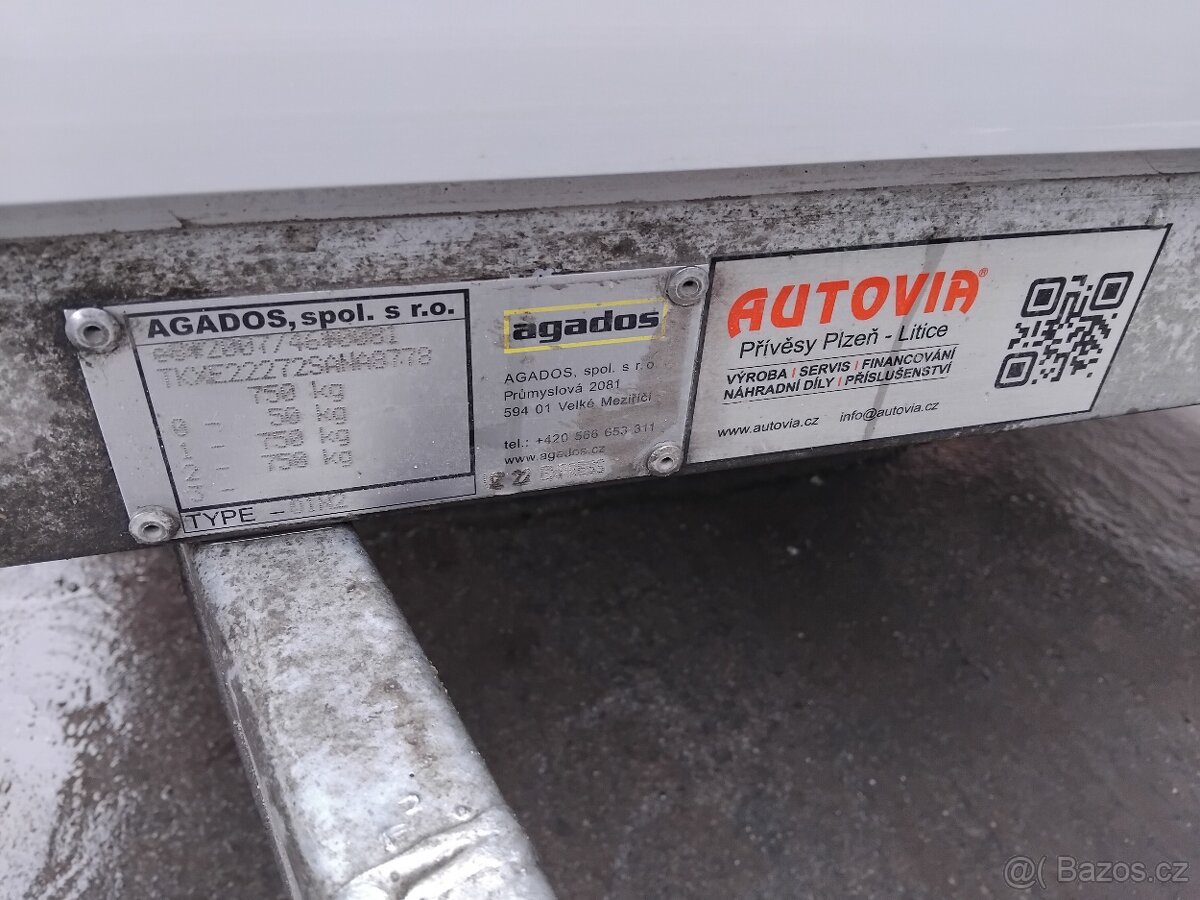 AGADOS, spol. s r.o.
750 kg
0 - 50 kg
1 - 750 kg
2 - 750 kg
3 -
TYPE -
agados
AGADOS, spol. s r.o.
Průmyslová 2081
594 01 Velké Meziříčí
tel.: +420 566 653 311
www.agados.cz
AUTOVIA®
Přívěsy Plzeň - Litice
VÝROBA | SERVIS | FINANCOVÁNÍ
NÁHRADNÍ DÍLY | PŘÍSLUŠENSTVÍ
www.autovia.cz info@autovia.cz
Bazos.cz